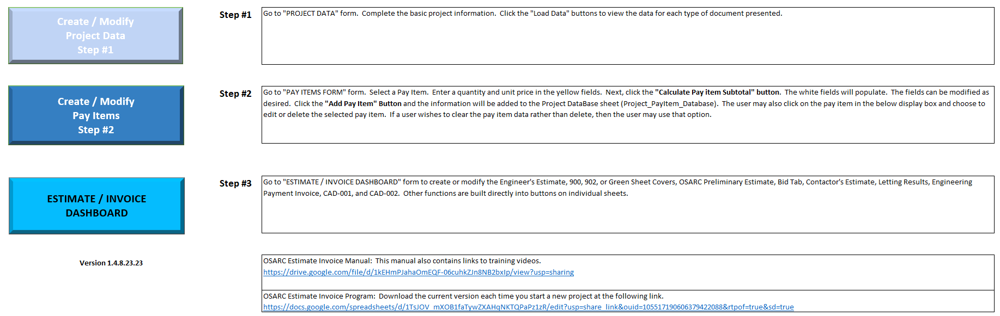 Create / Modify
Project Data
Step #1
Step #1
Go to "PROJECT DATA" form.  Complete the basic project information.  Click the "Load Data" buttons to view the data for each type of document presented.
Create / Modify
Pay Items
Step #2
Step #2
Go to "PAY ITEMS FORM" form.  Select a Pay Item.  Enter a quantity and unit price in the yellow fields.  Next, click the "Calculate Pay item Subtotal" button.  The white fields will populate.  The fields can be modified as
desired.  Click the "Add Pay Item" Button and the information will be added to the Project DataBase sheet (Project_PayItem_Database).  The user may also click on the pay item in the below display box and choose to
edit or delete the selected pay item.  If a user wishes to clear the pay item data rather than delete, then the user may use that option.
ESTIMATE / INVOICE
DASHBOARD
Step #3
Go to "ESTIMATE / INVOICE DASHBOARD" form to create or modify the Engineer's Estimate, 900, 902, or Green Sheet Covers, OSARC Preliminary Estimate, Bid Tab, Contactor's Estimate, Letting Results, Engineering
Payment Invoice, CAD-001, and CAD-002.  Other functions are built directly into buttons on individual sheets.
Version 1.4.8.23.23
OSARC Estimate Invoice Manual:  This manual also contains links to training videos.
https://drive.google.com/file/d/1kEHmPJahaOmEQF-06cuhkZJn8NB2bxIp/view?usp=sharing
OSARC Estimate Invoice Program:  Download the current version each time you start a new project at the following link.
https://docs.google.com/spreadsheets/d/1TsJOV_mXOB1faTywZXAHqNKTQPaPz1zR/edit?usp=share_link&ouid=105517190606379422088&rtpof=true&sd=true